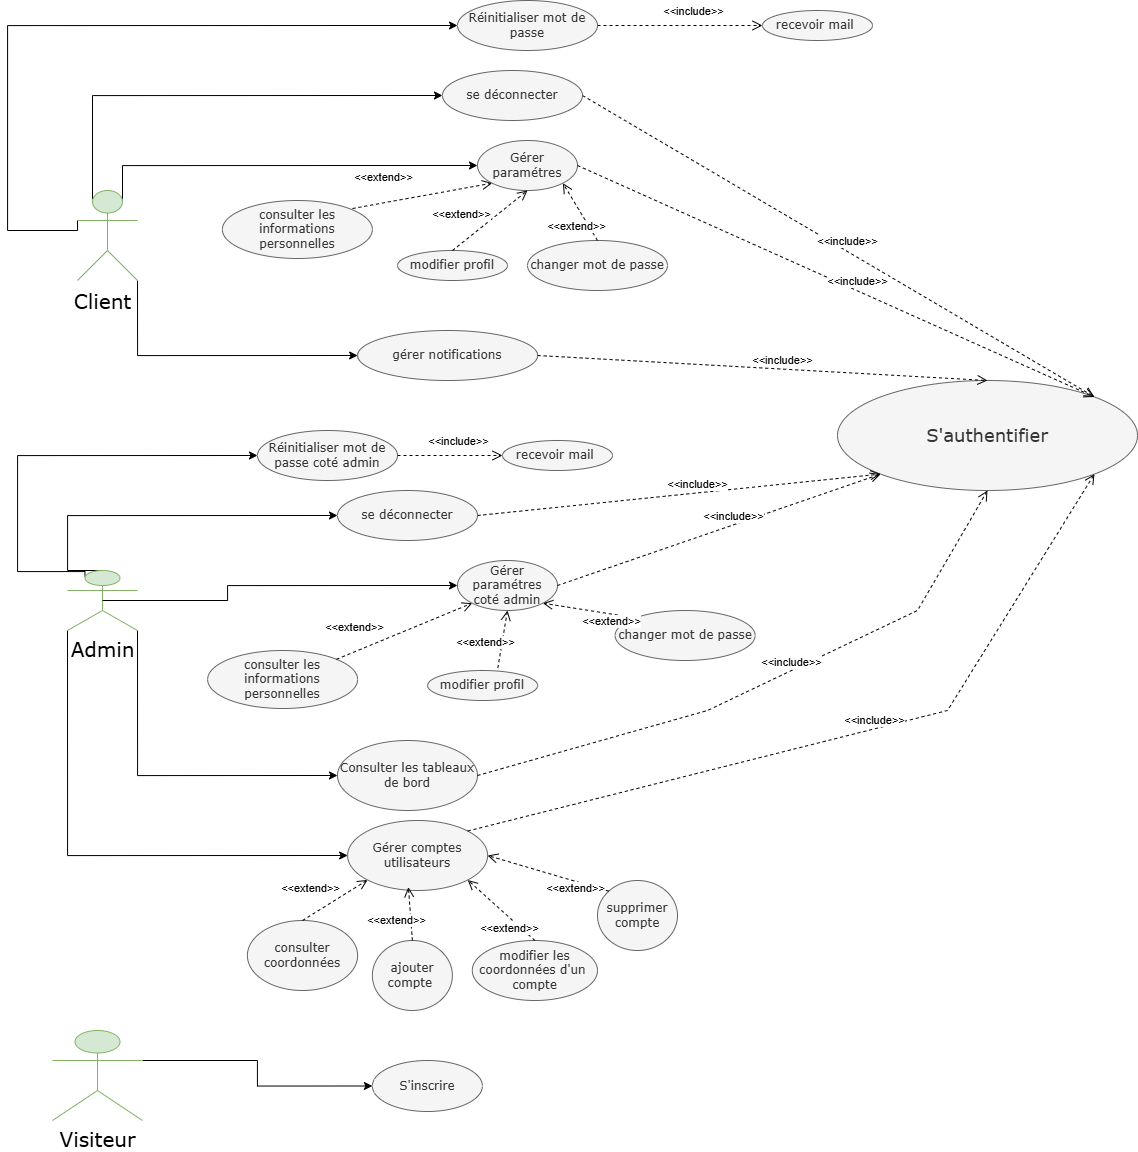 Réinitialiser mot de
passe
<<include>>
recevoir mail
se déconnecter
Gérer
paramétres
<<extend>>
consulter les
informations
personnelles
<<extend>>
modifier profil
<<extend>>
changer mot de passe
<<include>>
<<include>>
Client
gérer notifications
<<include>>
S'authentifier
Réinitialiser mot de
passe coté admin
<<include>>
recevoir mail
se déconnecter
<<include>>
<<include>>
Gérer
paramétres
coté admin
<<extend>>
<<extend>>
<<extend>>
changer mot de passe
Admin
consulter les
informations
personnelles
modifier profil
<<include>>
<<include>>
Consulter les tableaux
de bord
Gérer comptes
utilisateurs
<<extend>>
<<extend>>
<<extend>>
<<extend>>
consulter
coordonnées
ajouter
compte
modifier les
coordonnées d'un
compte
supprimer
compte
S'inscrire
Visiteur